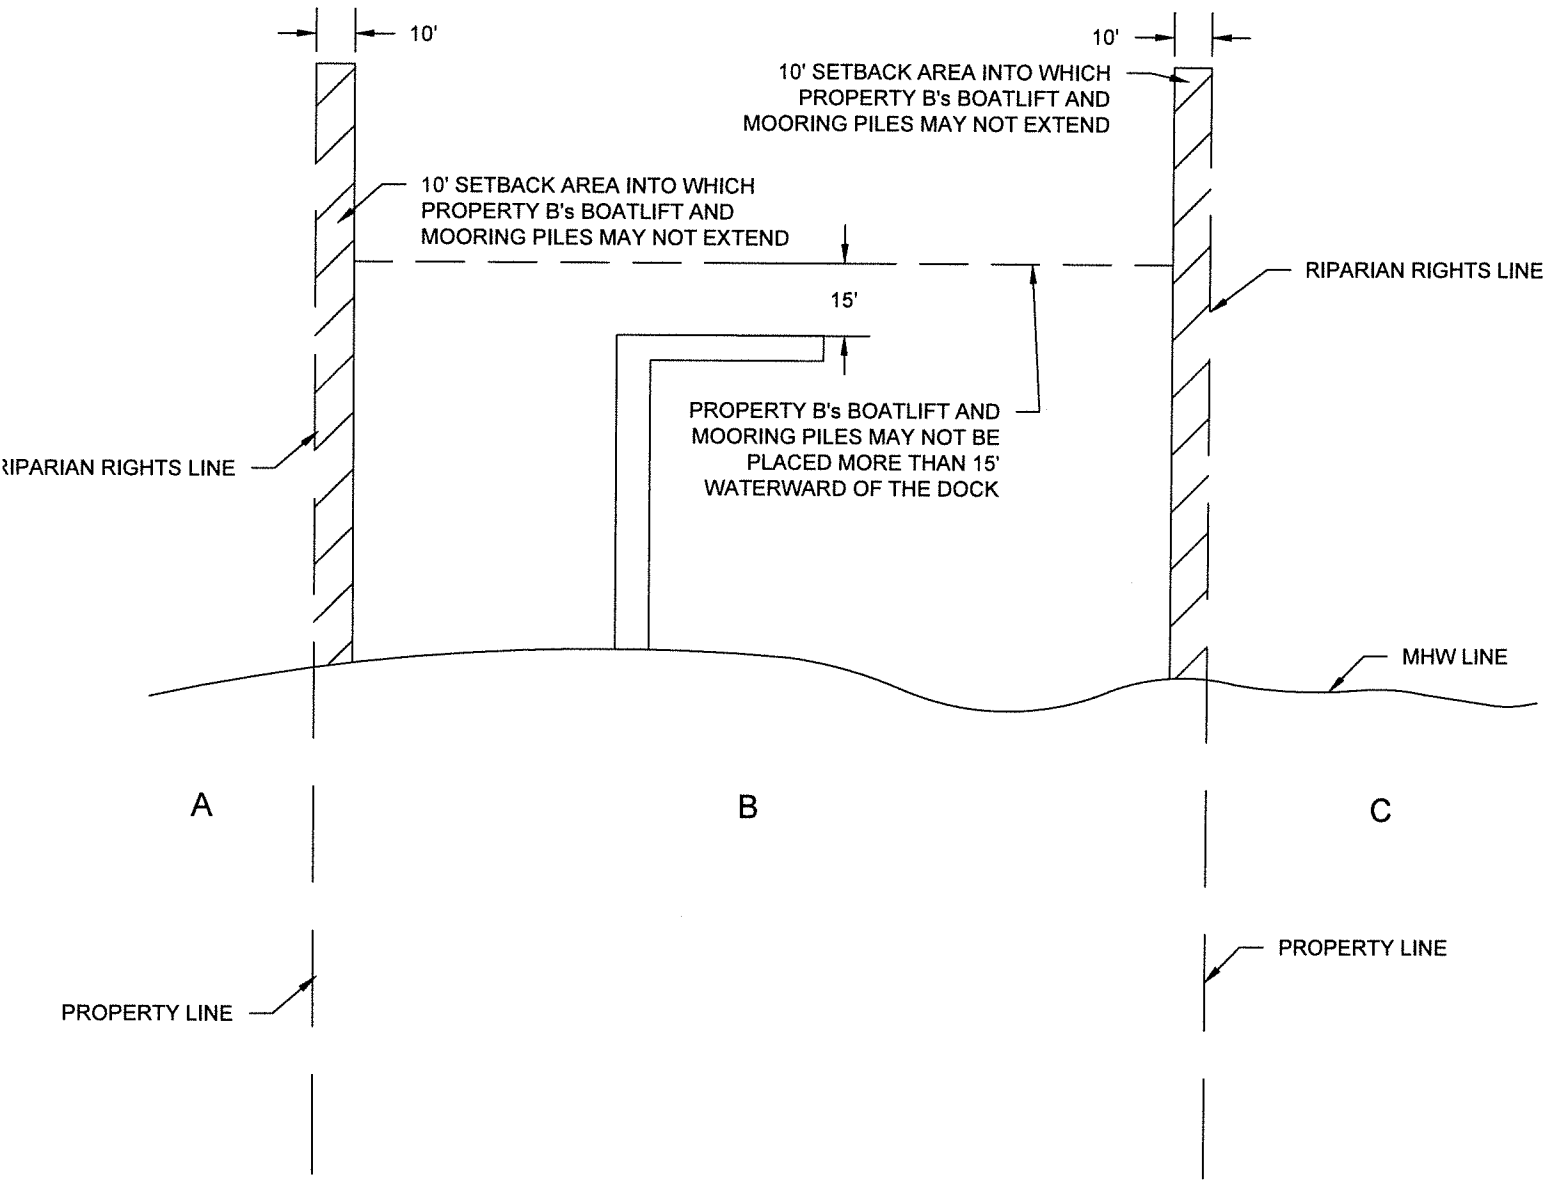 10'
10'
10' SETBACK AREA INTO WHICH
PROPERTY B's BOATLIFT AND
MOORING PILES MAY NOT EXTEND
10' SETBACK AREA INTO WHICH
PROPERTY B's BOATLIFT AND
MOORING PILES MAY NOT EXTEND
RIPARIAN RIGHTS LINE
15'
PROPERTY B's BOATLIFT AND
MOORING PILES MAY NOT BE
PLACED MORE THAN 15'
WATERWARD OF THE DOCK
RIPARIAN RIGHTS LINE
MHW LINE
A
B
C
PROPERTY LINE
PROPERTY LINE